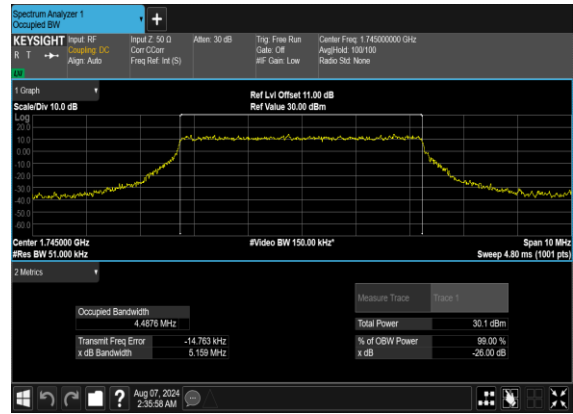 Spectrum Analyzer 1
Occupied BW
KEYSIGHT
R T
LXI
Input: RF
Coupling: DC
Align: Auto
Input Z: 50 Ω
Corr CCorr
Freq Ref: Int (S)
Atten: 30 dB
Trig: Free Run
Gate: Off
#IF Gain: Low
Center Freq: 1.745000000 GHz
Avg|Hold: 100/100
Radio Std: None
1 Graph
Scale/Div 10.0 dB
Ref Lvl Offset 11.00 dB
Ref Value 30.00 dBm
Log
20.0
10.0
0.00
-10.0
-20.0
-30.0
-40.0
-50.0
-60.0
Center 1.745000 GHz
#Res BW 51.000 kHz
#Video BW 150.00 kHz*
Span 10 MHz
Sweep 4.80 ms (1001 pts)
2 Metrics
Measure Trace
Trace 1
Occupied Bandwidth
4.4876 MHz
Total Power
30.1 dBm
Transmit Freq Error
-14.763 kHz
% of OBW Power
99.00 %
x dB Bandwidth
5.159 MHz
x dB
-26.00 dB
Aug 07, 2024
2:35:58 AM